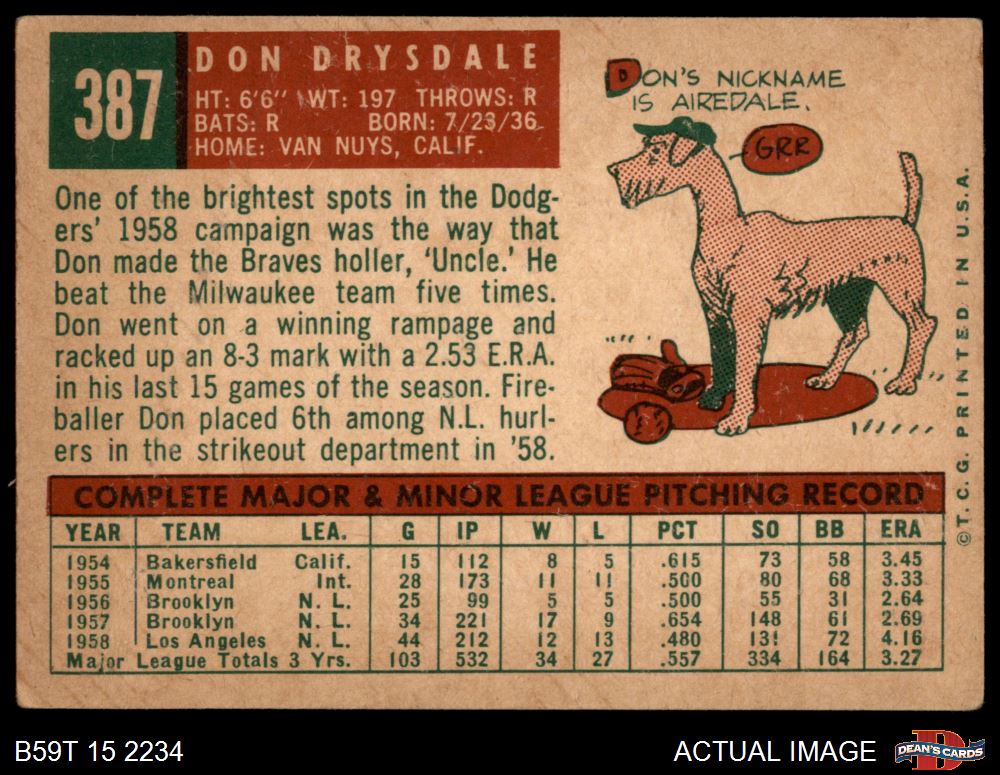 387
DON DRYSDALE
HT: 6'6" WT: 197 THROWS: R
BATS: R BORN: 7/23/36
HOME: VAN NUYS, CALIF.
DON'S NICKNAME
IS AIREDALE.
GRR
One of the brightest spots in the Dodg-
ers' 1958 campaign was the way that
Don made the Braves holler, 'Uncle.' He
beat the Milwaukee team five times.
Don went on a winning rampage and
racked up an 8-3 mark with a 2.53 E.R.A.
in his last 15 games of the season. Fire-
baller Don placed 6th among N.L. hurl-
ers in the strikeout department in '58.
©T.C.G. PRINTED IN U.S.A.
COMPLETE MAJOR & MINOR LEAGUE PITCHING RECORD
YEAR TEAM LEA. G IP W L PCT SO BB ERA
1954 Bakersfield Calif. 15 112 8 5 .615 73 58 3.45
1955 Montreal Int. 28 173 11 11 .500 80 68 3.33
1956 Brooklyn N. L. 25 99 5 5 .500 55 31 2.64
1957 Brooklyn N. L. 34 221 17 9 .654 148 61 2.69
1958 Los Angeles N. L. 44 212 12 13 .480 131 72 4.16
Major League Totals 3 Yrs. 103 532 34 27 .557 334 164 3.27
B59T 15 2234
ACTUAL IMAGE
D
DEAN'S CARDS